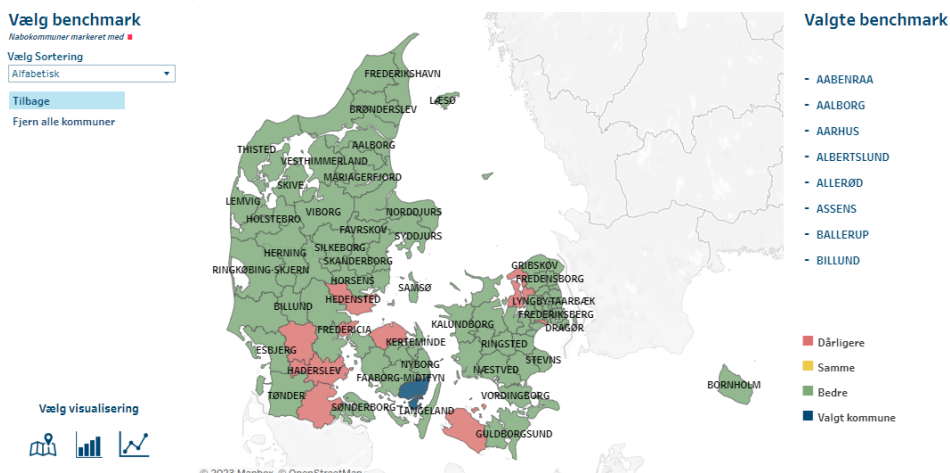 Vælg benchmark
Nabokommuner markeret med
Vælg Sortering
Alfabetisk
Tilbage
Fjern alle kommuner
Vælg visualisering
FREDERIKSHAVN
LÆSØ
BRØNDERSLEV
AALBORG
THISTED
VESTHIMMERLAND
MARIAGERFJORD
SKIVE
LEMVIG
VIBORG
NORDDJURS
HOLSTEBRO
FAVRSKOV
SYDDJURS
SILKEBORG
HERNING
SKANDERBORG
GRIBSKOV
RINGKØBING-SKJERN
FREDENSBORG
HORSENS
SAMSØ
HEDENSTED
LYNGBY-TAARBÆK
BILLUND
FREDERIKSBERG
KALUNDBORG
FREDERICIA
DRAGØR
KERTEMINDE
RINGSTED
ESBJERG
STEVNS
NYBORG
HADERSLEV
NÆSTVED
FAABORG-MIDTFYN
BORNHOLM
TØNDER
VORDINGBORG
SØNDERBORG
LANGELAND
GULDBORGSUND
© 2023 Mapbox © OpenStreetMap
Valgte benchmark
- AABENRAA
- AALBORG
- AARHUS
- ALBERTSLUND
- ALLERØD
- ASSENS
- BALLERUP
- BILLUND
Dårligere
Samme
Bedre
Valgt kommune